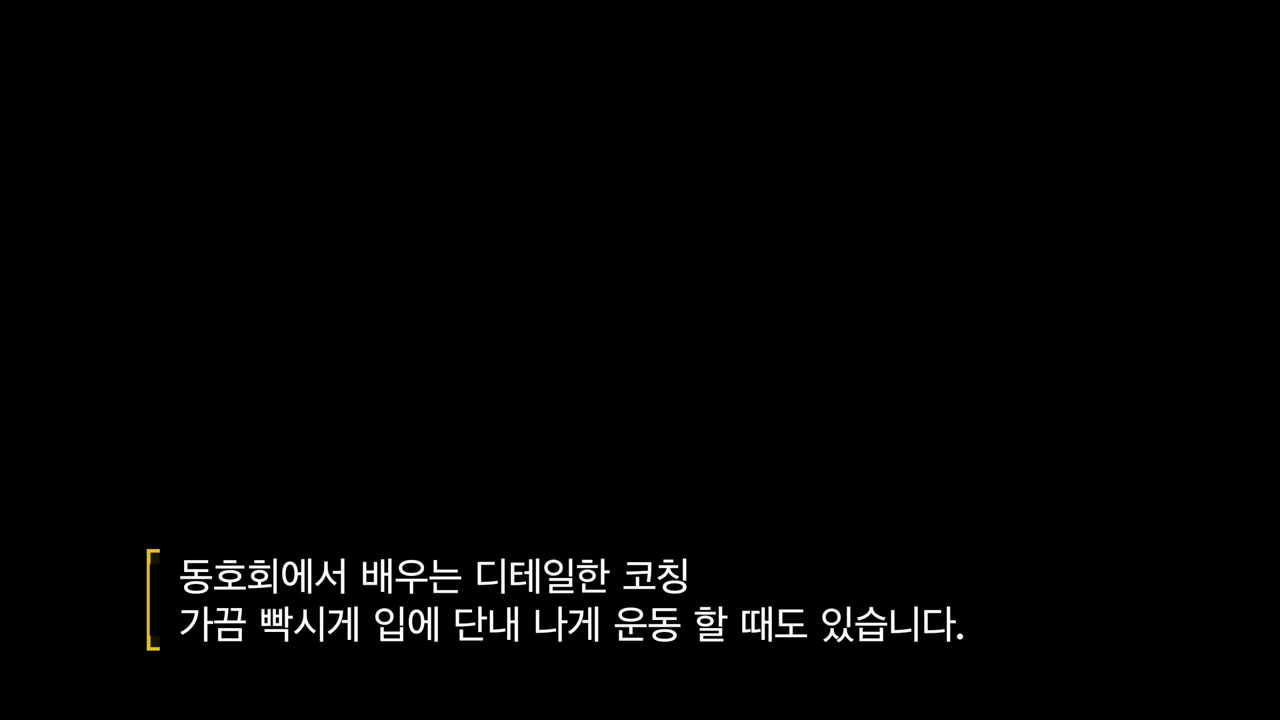 동호회에서 배우는 디테일한 코칭
가끔 빡시게 입에 단내 나게 운동 할 때도 있습니다.